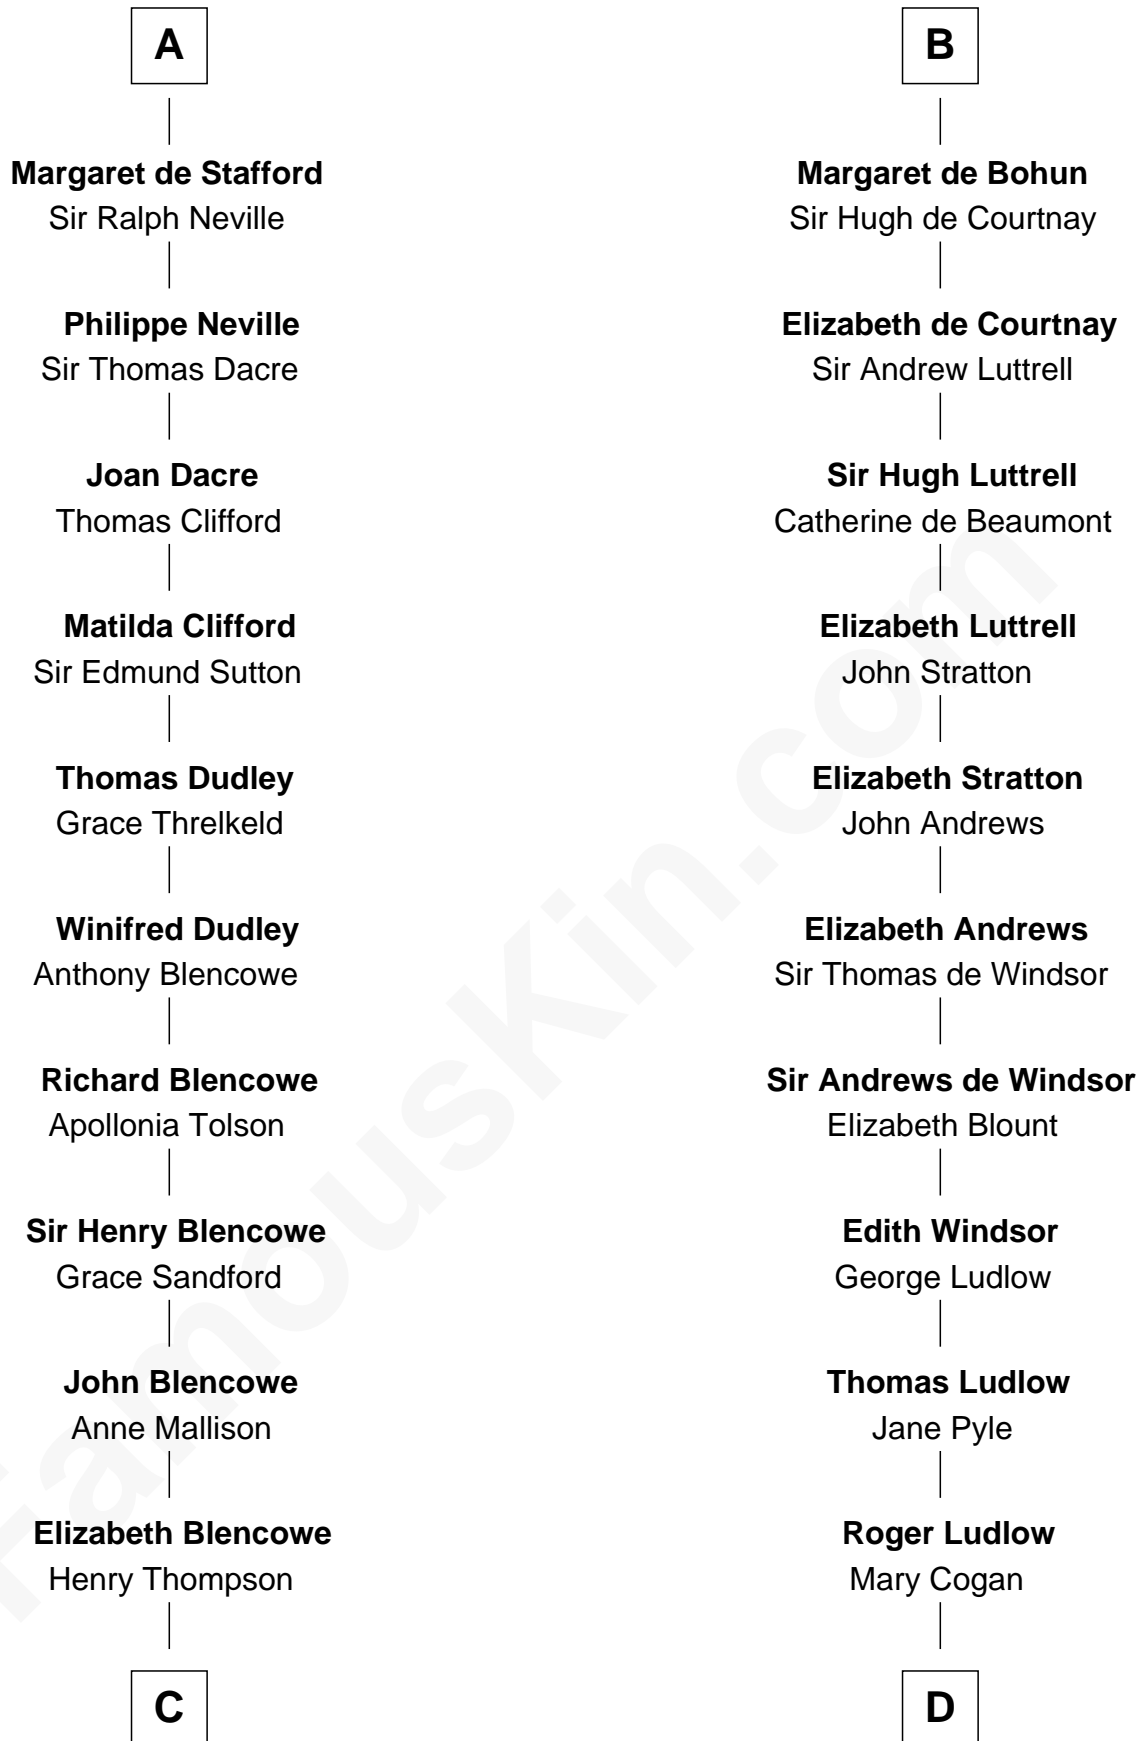 A
Margaret de Stafford
Sir Ralph Neville
Philippe Neville
Sir Thomas Dacre
Joan Dacre
Thomas Clifford
Matilda Clifford
Sir Edmund Sutton
Thomas Dudley
Grace Threlkeld
Winifred Dudley
Anthony Blencowe
Richard Blencowe
Apollonia Tolson
Sir Henry Blencowe
Grace Sandford
John Blencowe
Anne Mallison
Elizabeth Blencowe
Henry Thompson
C
B
Margaret de Bohun
Sir Hugh de Courtnay
Elizabeth de Courtnay
Sir Andrew Luttrell
Sir Hugh Luttrell
Catherine de Beaumont
Elizabeth Luttrell
John Stratton
Elizabeth Stratton
John Andrews
Elizabeth Andrews
Sir Thomas de Windsor
Sir Andrews de Windsor
Elizabeth Blount
Edith Windsor
George Ludlow
Thomas Ludlow
Jane Pyle
Roger Ludlow
Mary Cogan
D
FamousKin.com